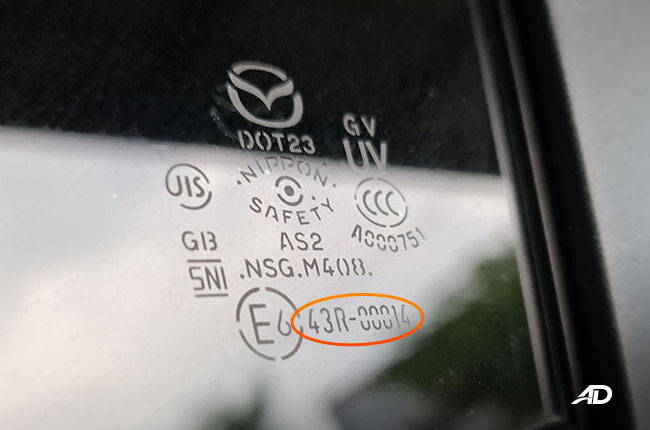 DOT23
GV
UV
JIS
NIPPON
SAFETY
CCC
A000751
GB
AS2
SNI
.NSG.M408.
E6 43R-00014
AD